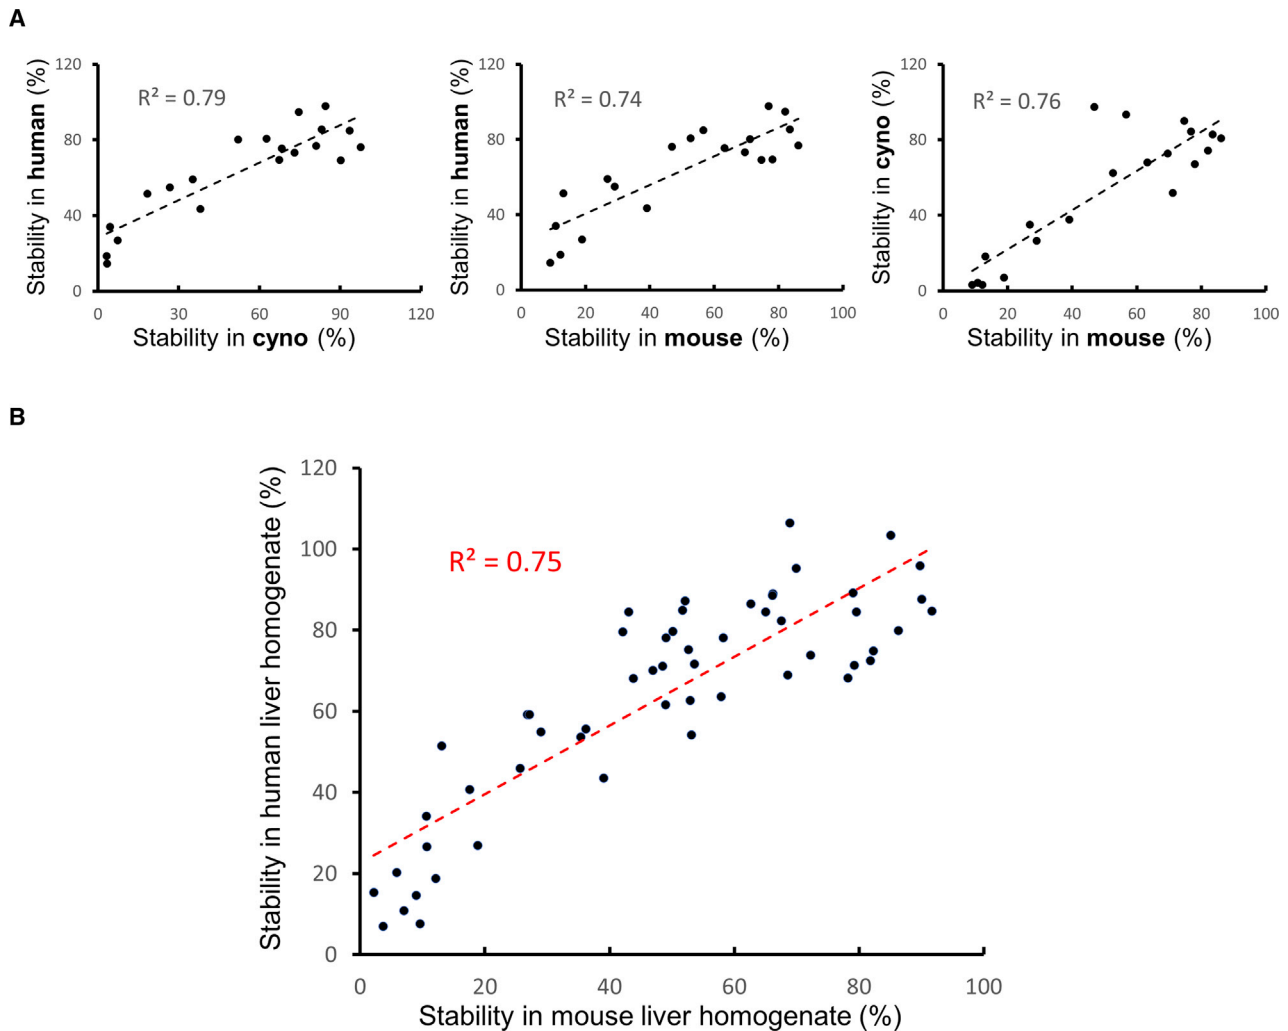 A
Stability in human (%)
120
80
40
0
R² = 0.79
0 30 60 90 120
Stability in cyno (%)
Stability in human (%)
120
80
40
0
R² = 0.74
0 20 40 60 80 100
Stability in mouse (%)
Stability in cyno (%)
120
80
40
0
R² = 0.76
0 20 40 60 80 100
Stability in mouse (%)
B
Stability in human liver homogenate (%)
120
100
80
60
40
20
0
R² = 0.75
0 20 40 60 80 100
Stability in mouse liver homogenate (%)